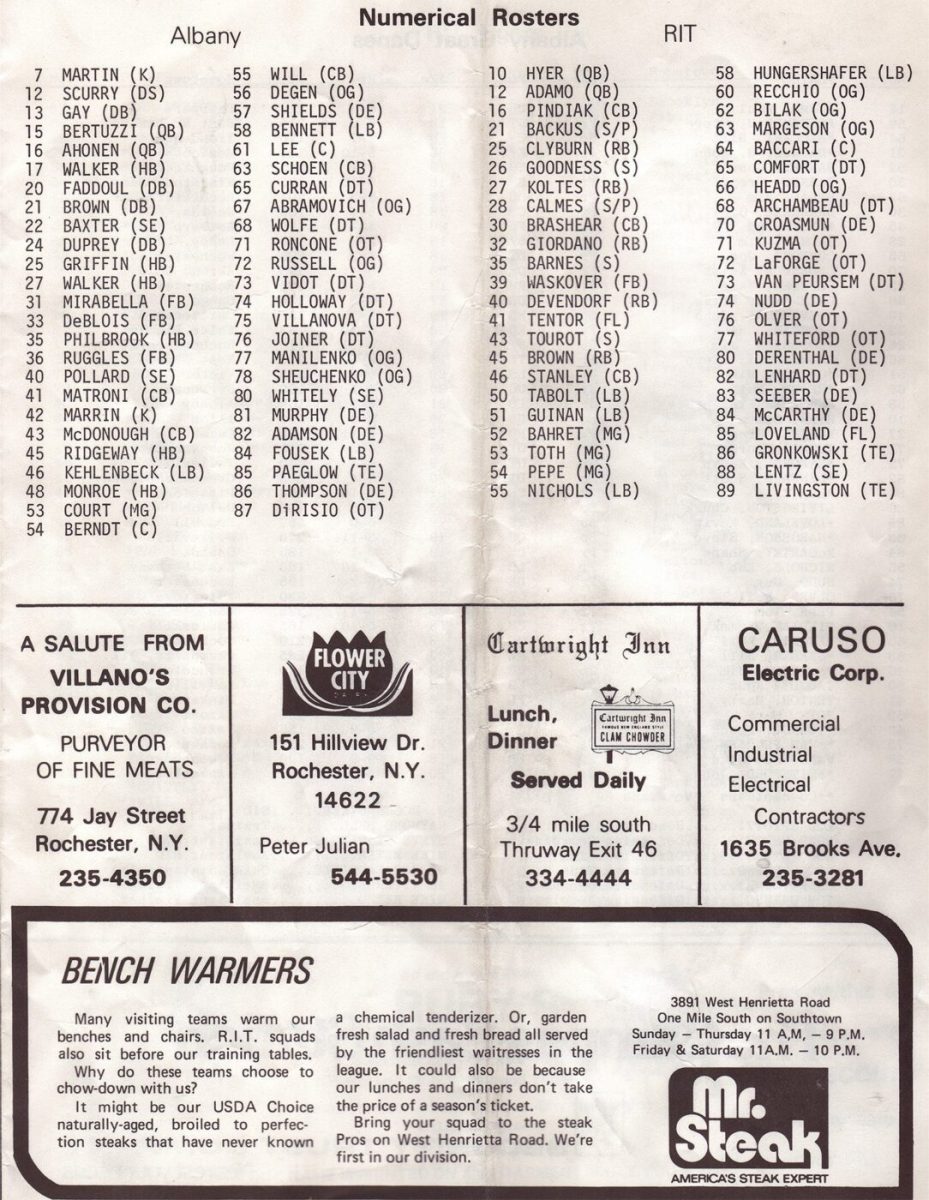 Numerical Rosters
Albany
7 MARTIN (K)
12 SCURRY (DS)
13 GAY (DB)
15 BERTUZZI (QB)
16 AHONEN (QB)
17 WALKER (HB)
20 FADDOUL (DB)
21 BROWN (DB)
22 BAXTER (SE)
24 DUPREY (DB)
25 GRIFFIN (HB)
27 WALKER (HB)
31 MIRABELLA (FB)
33 DeBLOIS (FB)
35 PHILBROOK (HB)
36 RUGGLES (FB)
40 POLLARD (SE)
41 MATRONI (CB)
42 MARRIN (K)
43 McDONOUGH (CB)
45 RIDGEWAY (HB)
46 KEHLENBECK (LB)
48 MONROE (HB)
53 COURT (MG)
54 BERNDT (C)
55 WILL (CB)
56 DEGEN (OG)
57 SHIELDS (DE)
58 BENNETT (LB)
61 LEE (C)
63 SCHOEN (CB)
65 CURRAN (DT)
67 ABRAMOVICH (OG)
68 WOLFE (DT)
71 RONCONE (OT)
72 RUSSELL (OG)
73 VIDOT (DT)
74 HOLLOWAY (DT)
75 VILLANOVA (DT)
76 JOINER (DT)
77 MANILENKO (OG)
78 SHEUCHENKO (OG)
80 WHITELY (SE)
81 MURPHY (DE)
82 ADAMSON (DE)
84 FOUSEK (LB)
85 PAEGLOW (TE)
86 THOMPSON (DE)
87 DiRISIO (OT)
RIT
10 HYER (QB)
12 ADAMO (QB)
16 PINDIAK (CB)
21 BACKUS (S/P)
25 CLYBURN (RB)
26 GOODNESS (S)
27 KOLTES (RB)
28 CALMES (S/P)
30 BRASHEAR (CB)
32 GIORDANO (RB)
35 BARNES (S)
39 WASKOVER (FB)
40 DEVENDORF (RB)
41 TENTOR (FL)
43 TOUROT (S)
45 BROWN (RB)
46 STANLEY (CB)
50 TABOLT (LB)
51 GUINAN (LB)
52 BAHRET (MG)
53 TOTH (MG)
54 PEPE (MG)
55 NICHOLS (LB)
58 HUNGERSHAFER (LB)
60 RECCHIO (OG)
62 BILAK (OG)
63 MARGESON (OG)
64 BACCARI (C)
65 COMFORT (DT)
66 HEADD (OG)
68 ARCHAMBEAU (DT)
70 CROASMUN (DE)
71 KUZMA (OT)
72 LaFORGE (OT)
73 VAN PEURSEM (DT)
74 NUDD (DE)
76 OLVER (OT)
77 WHITEFORD (OT)
80 DERENTHAL (DE)
82 LENHARD (DT)
83 SEEBER (DE)
84 McCARTHY (DE)
85 LOVELAND (FL)
86 GRONKOWSKI (TE)
88 LENTZ (SE)
89 LIVINGSTON (TE)
A SALUTE FROM
VILLANO'S
PROVISION CO.
PURVEYOR
OF FINE MEATS
774 Jay Street
Rochester, N.Y.
235-4350
FLOWER
CITY
151 Hillview Dr.
Rochester, N.Y.
14622
Peter Julian
544-5530
Cartwright Inn
Lunch,
Dinner
Cartwright Inn
FAMOUS NEW ENGLAND STYLE
CLAM CHOWDER
Served Daily
3/4 mile south
Thruway Exit 46
334-4444
CARUSO
Electric Corp.
Commercial
Industrial
Electrical
Contractors
1635 Brooks Ave.
235-3281
BENCH WARMERS
Many visiting teams warm our
benches and chairs. R.I.T. squads
also sit before our training tables.
Why do these teams choose to
chow-down with us?
It might be our USDA Choice
naturally-aged, broiled to perfec-
tion steaks that have never known
a chemical tenderizer. Or, garden
fresh salad and fresh bread all served
by the friendliest waitresses in the
league. It could also be because
our lunches and dinners don't take
the price of a season's ticket.
Bring your squad to the steak
Pros on West Henrietta Road. We're
first in our division.
3891 West Henrietta Road
One Mile South on Southtown
Sunday – Thursday 11 A,M, – 9 P.M.
Friday & Saturday 11A.M. – 10 P.M.
Mr.
Steak
AMERICA'S STEAK EXPERT